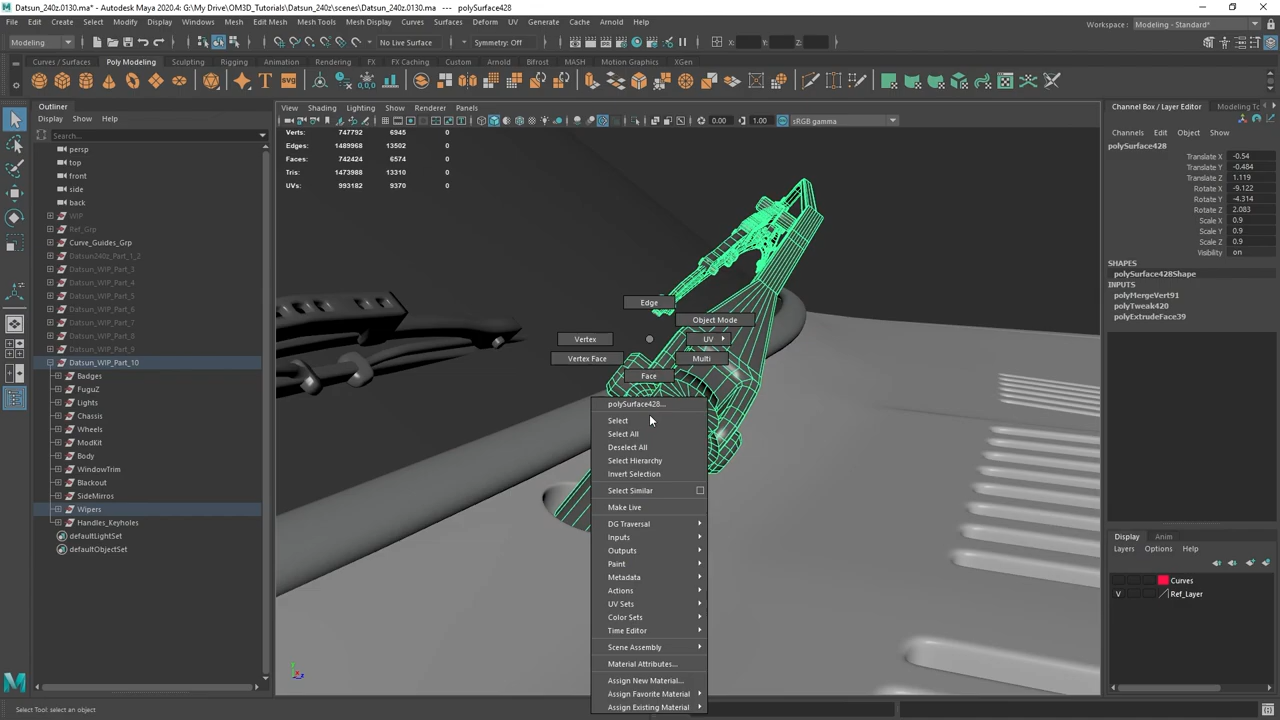 Datsun_240z.0130.ma* - Autodesk Maya 2020.4: G:\My Drive\OM3D_Tutorials\Datsun_240z\scenes\Datsun_240z.0130.ma --- polySurface428
File Edit Create Select Modify Display Windows Mesh Edit Mesh Mesh Tools Mesh Display Curves Surfaces Deform UV Generate Cache Arnold Help
Workspace : Modeling - Standard*
Modeling No Live Surface Symmetry: Off X: Y: Z:
Curves / Surfaces Poly Modeling Sculpting Rigging Animation Rendering FX FX Caching Custom Arnold Bifrost MASH Motion Graphics XGen
Outliner
Display Show Help
Search...
persp
top
front
side
back
WIP
Ref_Grp
Curve_Guides_Grp
Datsun240z_Part_1_2
Datsun_WIP_Part_3
Datsun_WIP_Part_4
Datsun_WIP_Part_5
Datsun_WIP_Part_6
Datsun_WIP_Part_7
Datsun_WIP_Part_8
Datsun_WIP_Part_9
Datsun_WIP_Part_10
Badges
FuguZ
Lights
Chassis
Wheels
ModKit
Body
WindowTrim
Blackout
SideMirros
Wipers
Handles_Keyholes
defaultLightSet
defaultObjectSet
View Shading Lighting Show Renderer Panels
0.00 1.00 sRGB gamma
Verts: 747792 6945 0
Edges: 1489968 13502 0
Faces: 742424 6574 0
Tris: 1473988 13310 0
UVs: 993182 9370 0
Edge
Object Mode
Vertex UV
Vertex Face Multi
Face
polySurface428...
Select
Select All
Deselect All
Select Hierarchy
Invert Selection
Select Similar
Make Live
DG Traversal
Inputs
Outputs
Paint
Metadata
Actions
UV Sets
Color Sets
Time Editor
Scene Assembly
Material Attributes...
Assign New Material...
Assign Favorite Material
Assign Existing Material
Channel Box / Layer Editor Modeling To
Channels Edit Object Show
polySurface428
Translate X -0.54
Translate Y -0.484
Translate Z 1.119
Rotate X -9.122
Rotate Y -4.314
Rotate Z 2.083
Scale X 0.9
Scale Y 0.9
Scale Z 0.9
Visibility on
SHAPES
polySurface428Shape
INPUTS
polyMergeVert91
polyTweak420
polyExtrudeFace39
Display Anim
Layers Options Help
Curves
V Ref_Layer
Select Tool: select an object